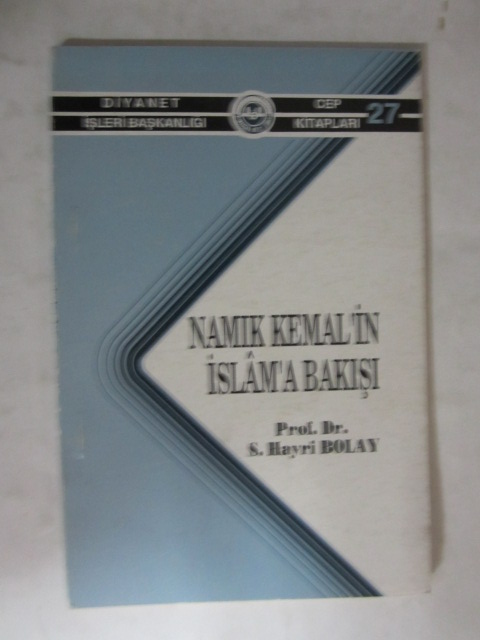 DİYANET
İŞLERİ BAŞKANLIĞI
CEP
KİTAPLARI 27
NAMIK KEMAL'İN
İSLÂM'A BAKIŞI
Prof. Dr.
S. Hayri BOLAY